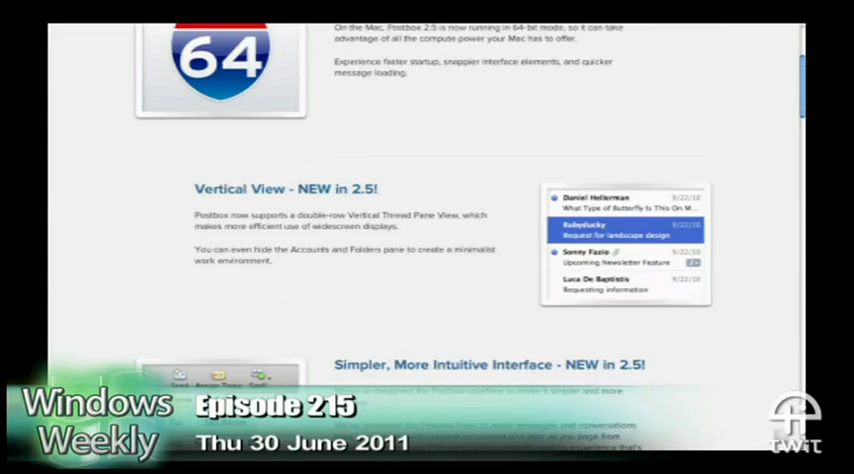 64
On the Mac, Postbox 2.5 is now running in 64-bit mode, so it can take
advantage of all the compute power your Mac has to offer.
Experience faster startup, snappier interface elements, and quicker
message loading.
Vertical View - NEW in 2.5!
Postbox now supports a double-row Vertical Thread Pane View, which
makes more efficient use of widescreen displays.
You can even hide the Accounts and Folders pane to create a minimalist
work environment.
Daniel Hellerman 9/22/10
What Type of Butterfly Is This On M...
Rubyducky 9/22/10
Request for landscape design
Sonny Fazio 9/22/10
Upcoming Newsletter Feature
Luca De Baptistis 9/22/10
Requesting information
Simpler, More Intuitive Interface - NEW in 2.5!
Windows
Weekly
Episode 215
Thu 30 June 2011
twit